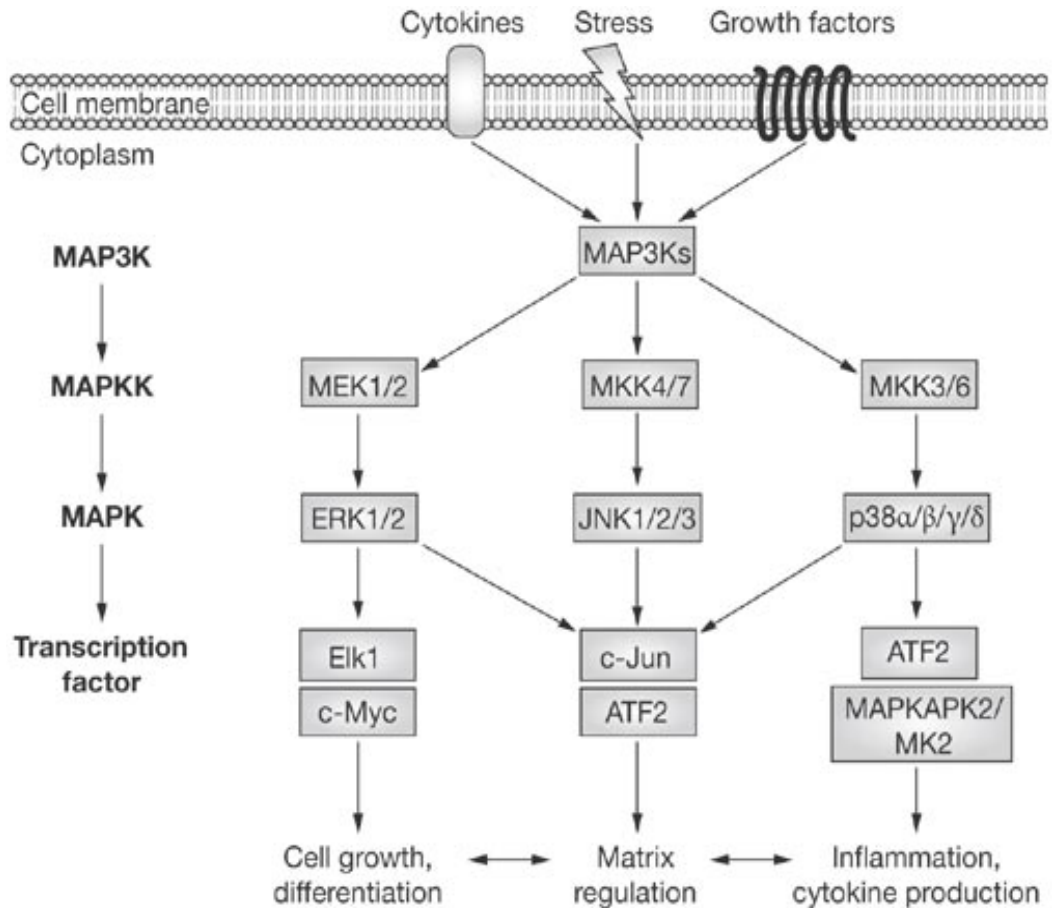 Cytokines Stress Growth factors
Cell membrane
Cytoplasm
MAP3K MAP3Ks
MAPKK MEK1/2 MKK4/7 MKK3/6
MAPK ERK1/2 JNK1/2/3 p38α/β/γ/δ
Transcription
factor
Elk1 c-Jun ATF2
c-Myc ATF2 MAPKAPK2/
MK2
Cell growth,
differentiation
Matrix
regulation
Inflammation,
cytokine production